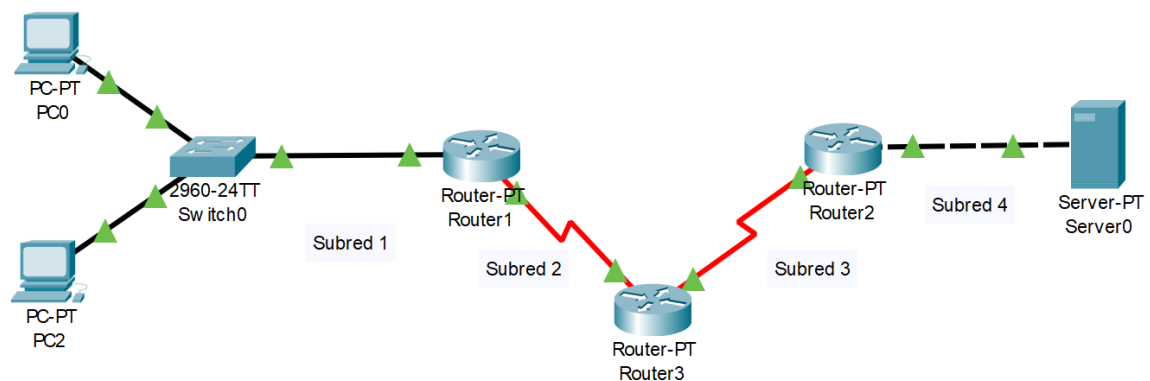 PC-PT
PC0
2960-24TT
Switch0
PC-PT
PC2
Subred 1
Router-PT
Router1
Subred 2
Router-PT
Router3
Subred 3
Router-PT
Router2
Subred 4
Server-PT
Server0